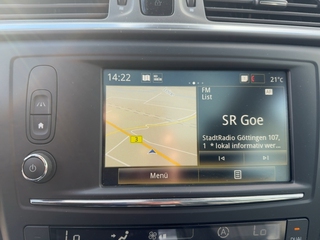 14:22
21°C
FM
List
SR Goe
StadtRadio Göttingen 107,
1 * lokal informativ wer...
Menü